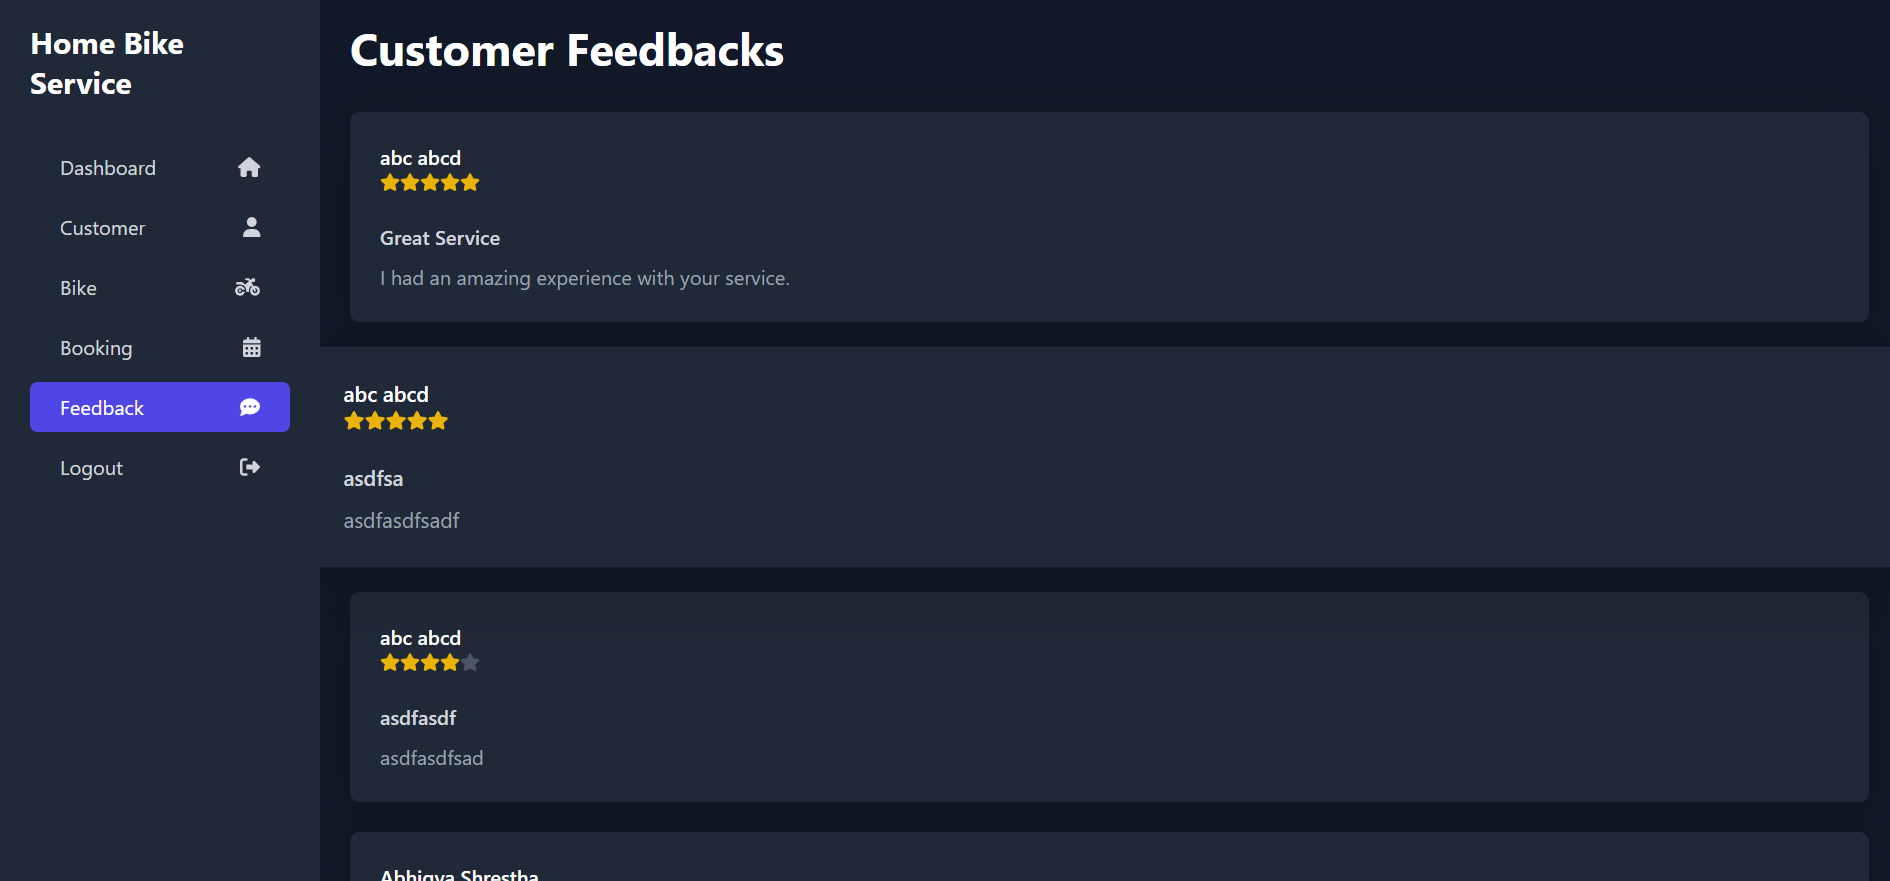 Home Bike
Service
Dashboard
Customer
Bike
Booking
Feedback
Logout
Customer Feedbacks
abc abcd
Great Service
I had an amazing experience with your service.
abc abcd
asdfsa
asdfasdfsadf
abc abcd
asdfasdf
asdfasdfsad
Abhigya Shrestha